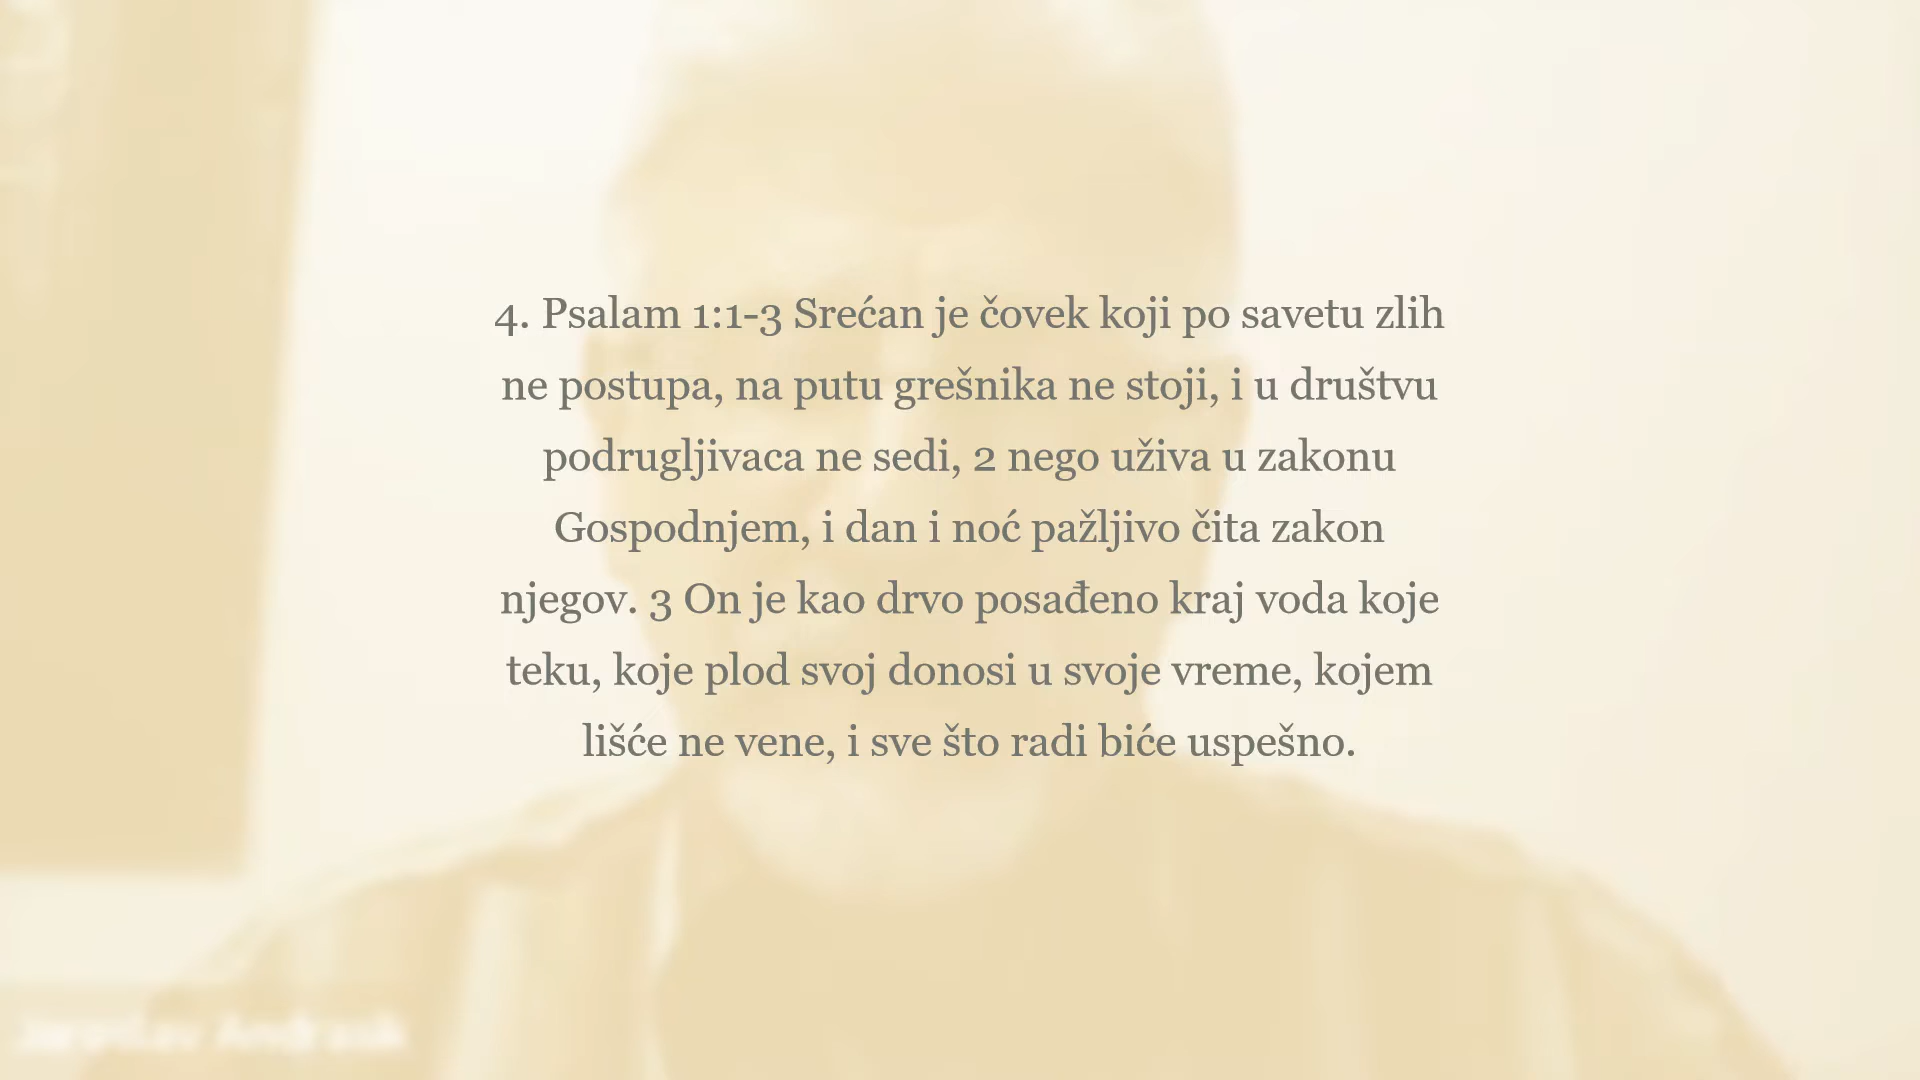 4. Psalam 1:1-3 Srećan je čovek koji po savetu zlih
ne postupa, na putu grešnika ne stoji, i u društvu
podrugljivaca ne sedi, 2 nego uživa u zakonu
Gospodnjem, i dan i noć pažljivo čita zakon
njegov. 3 On je kao drvo posađeno kraj voda koje
teku, koje plod svoj donosi u svoje vreme, kojem
lišće ne vene, i sve što radi biće uspešno.